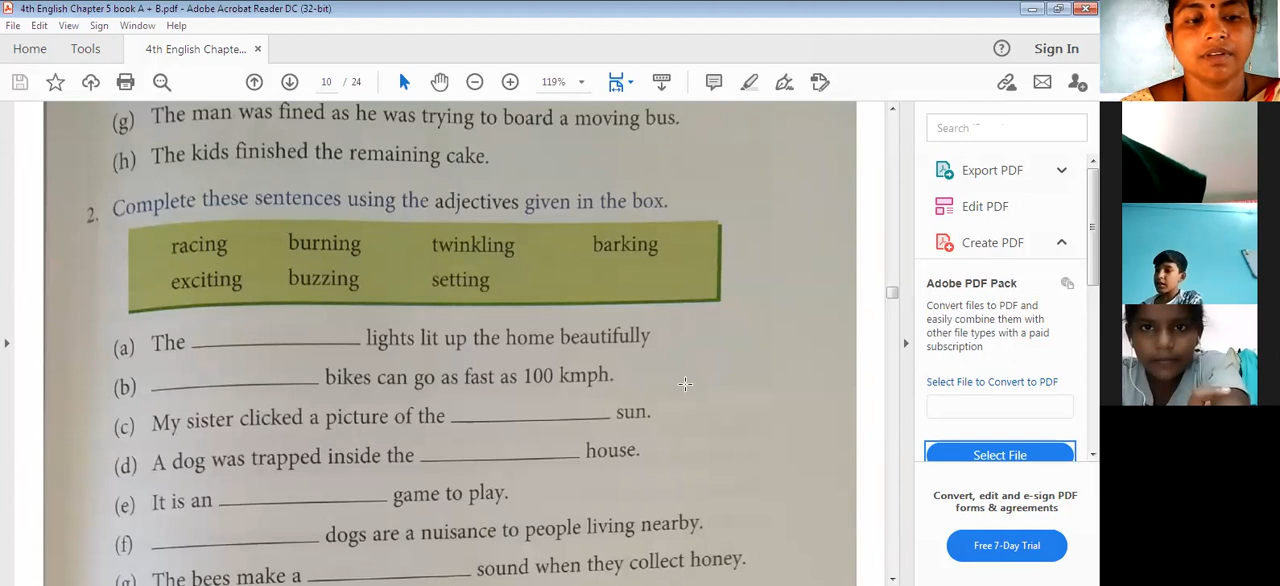 4th English Chapter 5 book A + B.pdf - Adobe Acrobat Reader DC (32-bit)
File Edit View Sign Window Help
Home Tools 4th English Chapte... × Sign In
10 / 24 119%
(g) The man was fined as he was trying to board a moving bus.
(h) The kids finished the remaining cake.
2. Complete these sentences using the adjectives given in the box.
racing burning twinkling barking
exciting buzzing setting
(a) The ____________ lights lit up the home beautifully
(b) ____________ bikes can go as fast as 100 kmph.
(c) My sister clicked a picture of the ____________ sun.
(d) A dog was trapped inside the ____________ house.
(e) It is an ____________ game to play.
(f) ____________ dogs are a nuisance to people living nearby.
(g) The bees make a ____________ sound when they collect honey.
Search
Export PDF
Edit PDF
Create PDF
Adobe PDF Pack
Convert files to PDF and
easily combine them with
other file types with a paid
subscription
Select File to Convert to PDF
Select File
Convert, edit and e-sign PDF
forms & agreements
Free 7-Day Trial